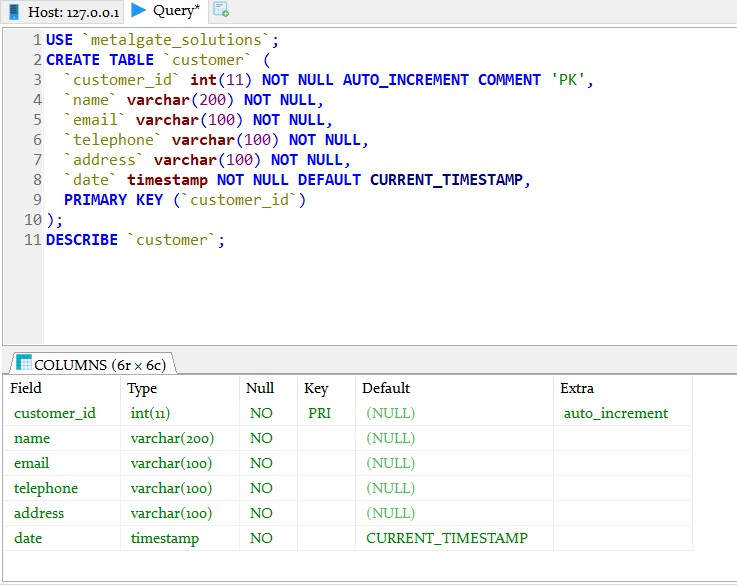 Host: 127.0.0.1 Query*
1 USE `metalgate_solutions`;
2 CREATE TABLE `customer` (
3 `customer_id` int(11) NOT NULL AUTO_INCREMENT COMMENT 'PK',
4 `name` varchar(200) NOT NULL,
5 `email` varchar(100) NOT NULL,
6 `telephone` varchar(100) NOT NULL,
7 `address` varchar(100) NOT NULL,
8 `date` timestamp NOT NULL DEFAULT CURRENT_TIMESTAMP,
9 PRIMARY KEY (`customer_id`)
10 );
11 DESCRIBE `customer`;
COLUMNS (6r × 6c)
Field Type Null Key Default Extra
customer_id int(11) NO PRI (NULL) auto_increment
name varchar(200) NO (NULL)
email varchar(100) NO (NULL)
telephone varchar(100) NO (NULL)
address varchar(100) NO (NULL)
date timestamp NO CURRENT_TIMESTAMP